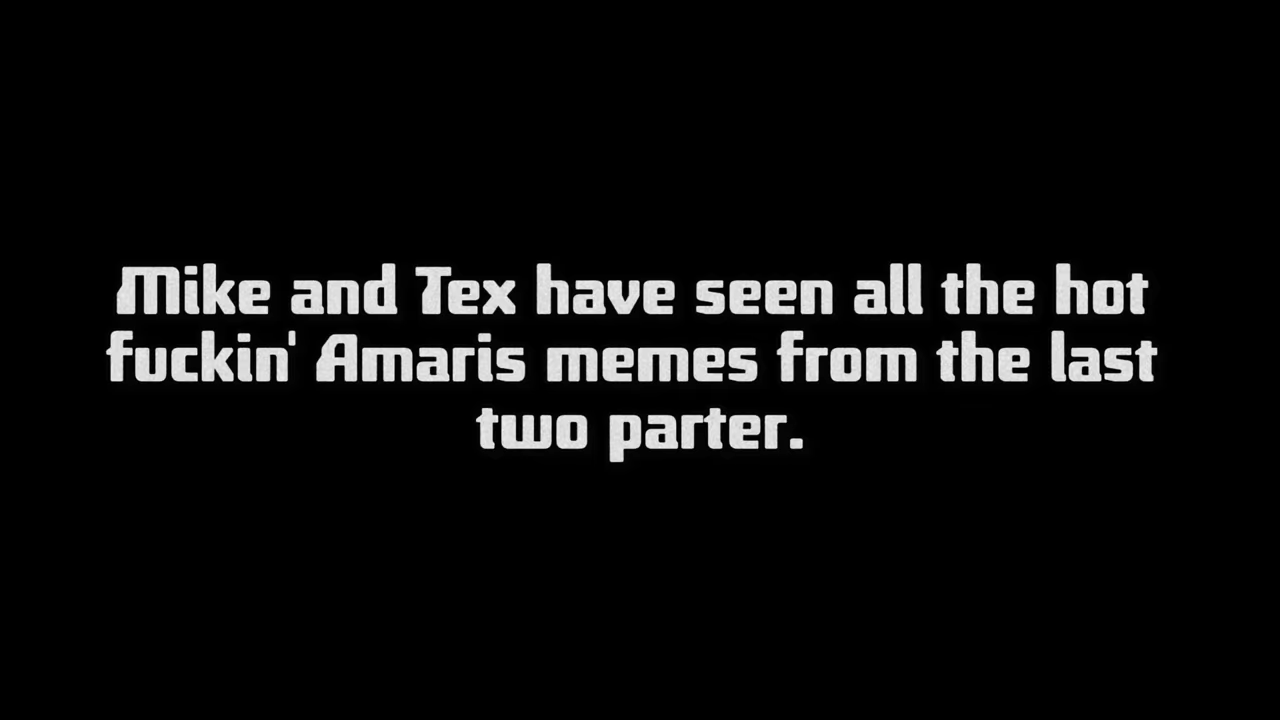 Mike and Tex have seen all the hot
fuckin' Amaris memes from the last
two parter.